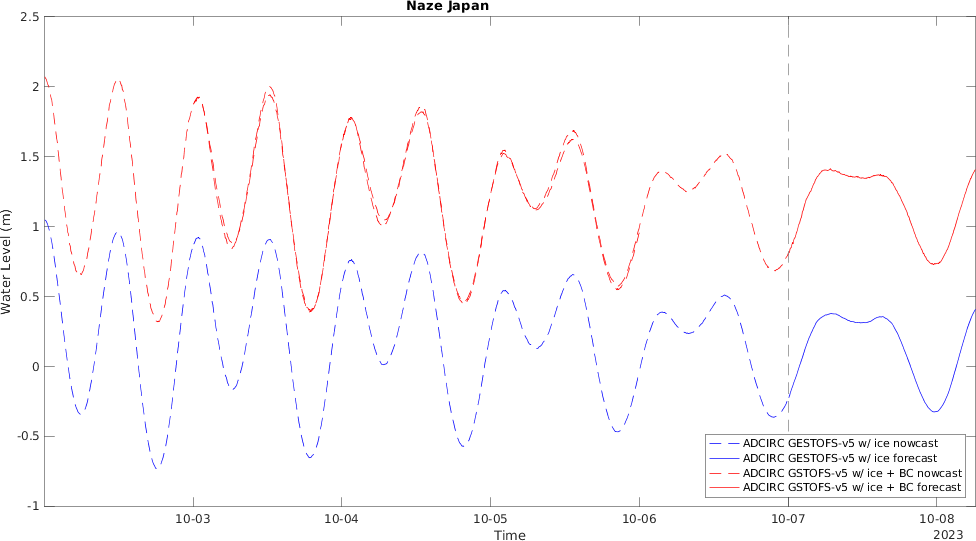 Naze Japan
2.5
2
1.5
1
0.5
0
-0.5
-1
Water Level (m)
10-03
10-04
10-05
10-06
10-07
10-08
Time
2023
ADCIRC GESTOFS-v5 w/ ice nowcast
ADCIRC GESTOFS-v5 w/ ice forecast
ADCIRC GSTOFS-v5 w/ ice + BC nowcast
ADCIRC GSTOFS-v5 w/ ice + BC forecast